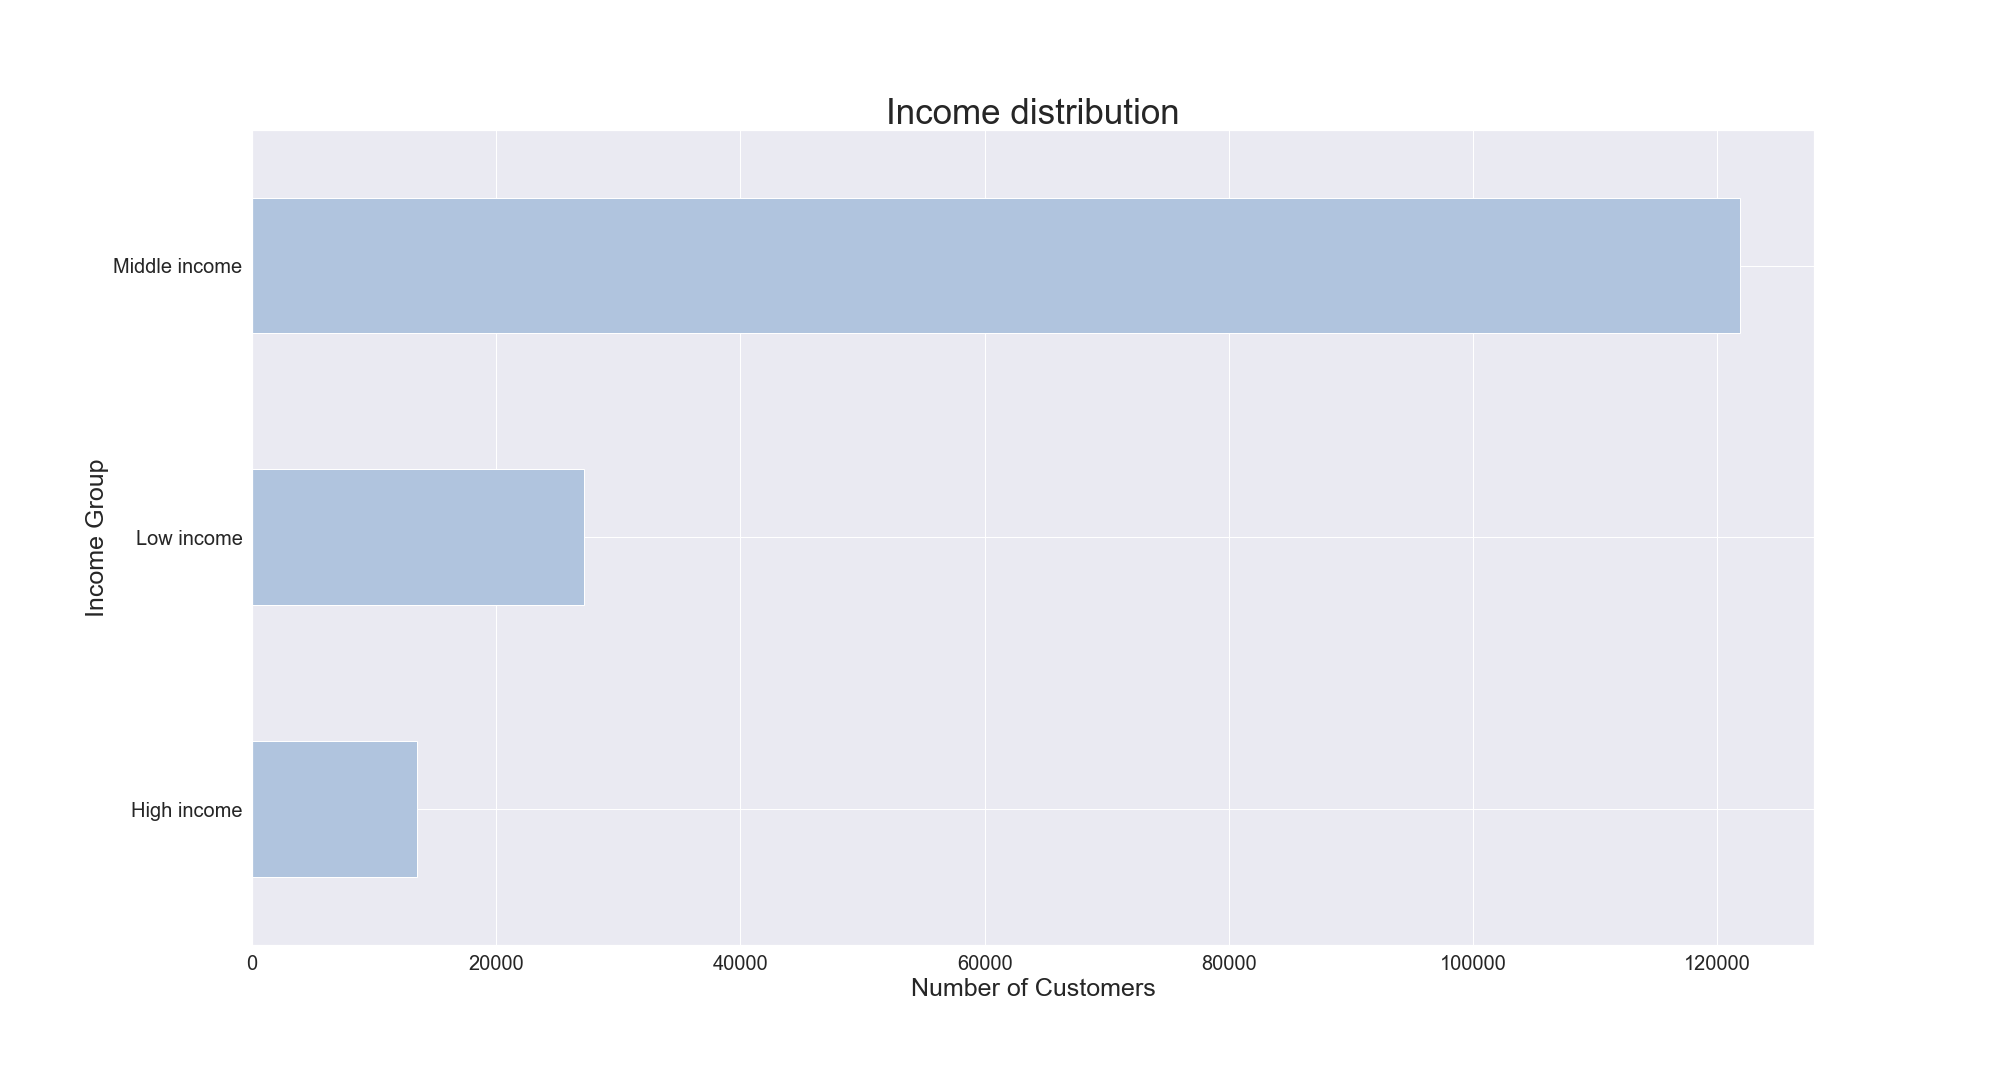 Income distribution
Middle income
Low income
High income
Income Group
0 20000 40000 60000 80000 100000 120000
Number of Customers